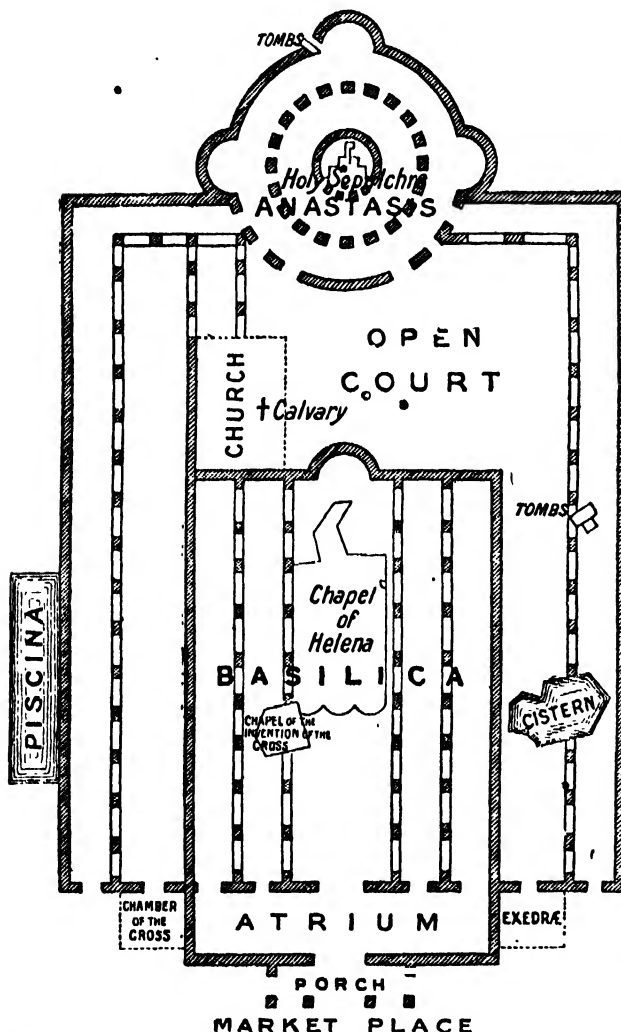 TOMBS
Holy Sepulchre
ANASTASIS
OPEN
COURT
CHURCH
† Calvary
TOMBS
PISCINA
Chapel
of
Helena
BASILICA
CISTERN
CHAPEL OF THE
INVENTION OF THE
CROSS
CHAMBER
OF THE
CROSS
ATRIUM
EXEDRÆ
PORCH
MARKET PLACE